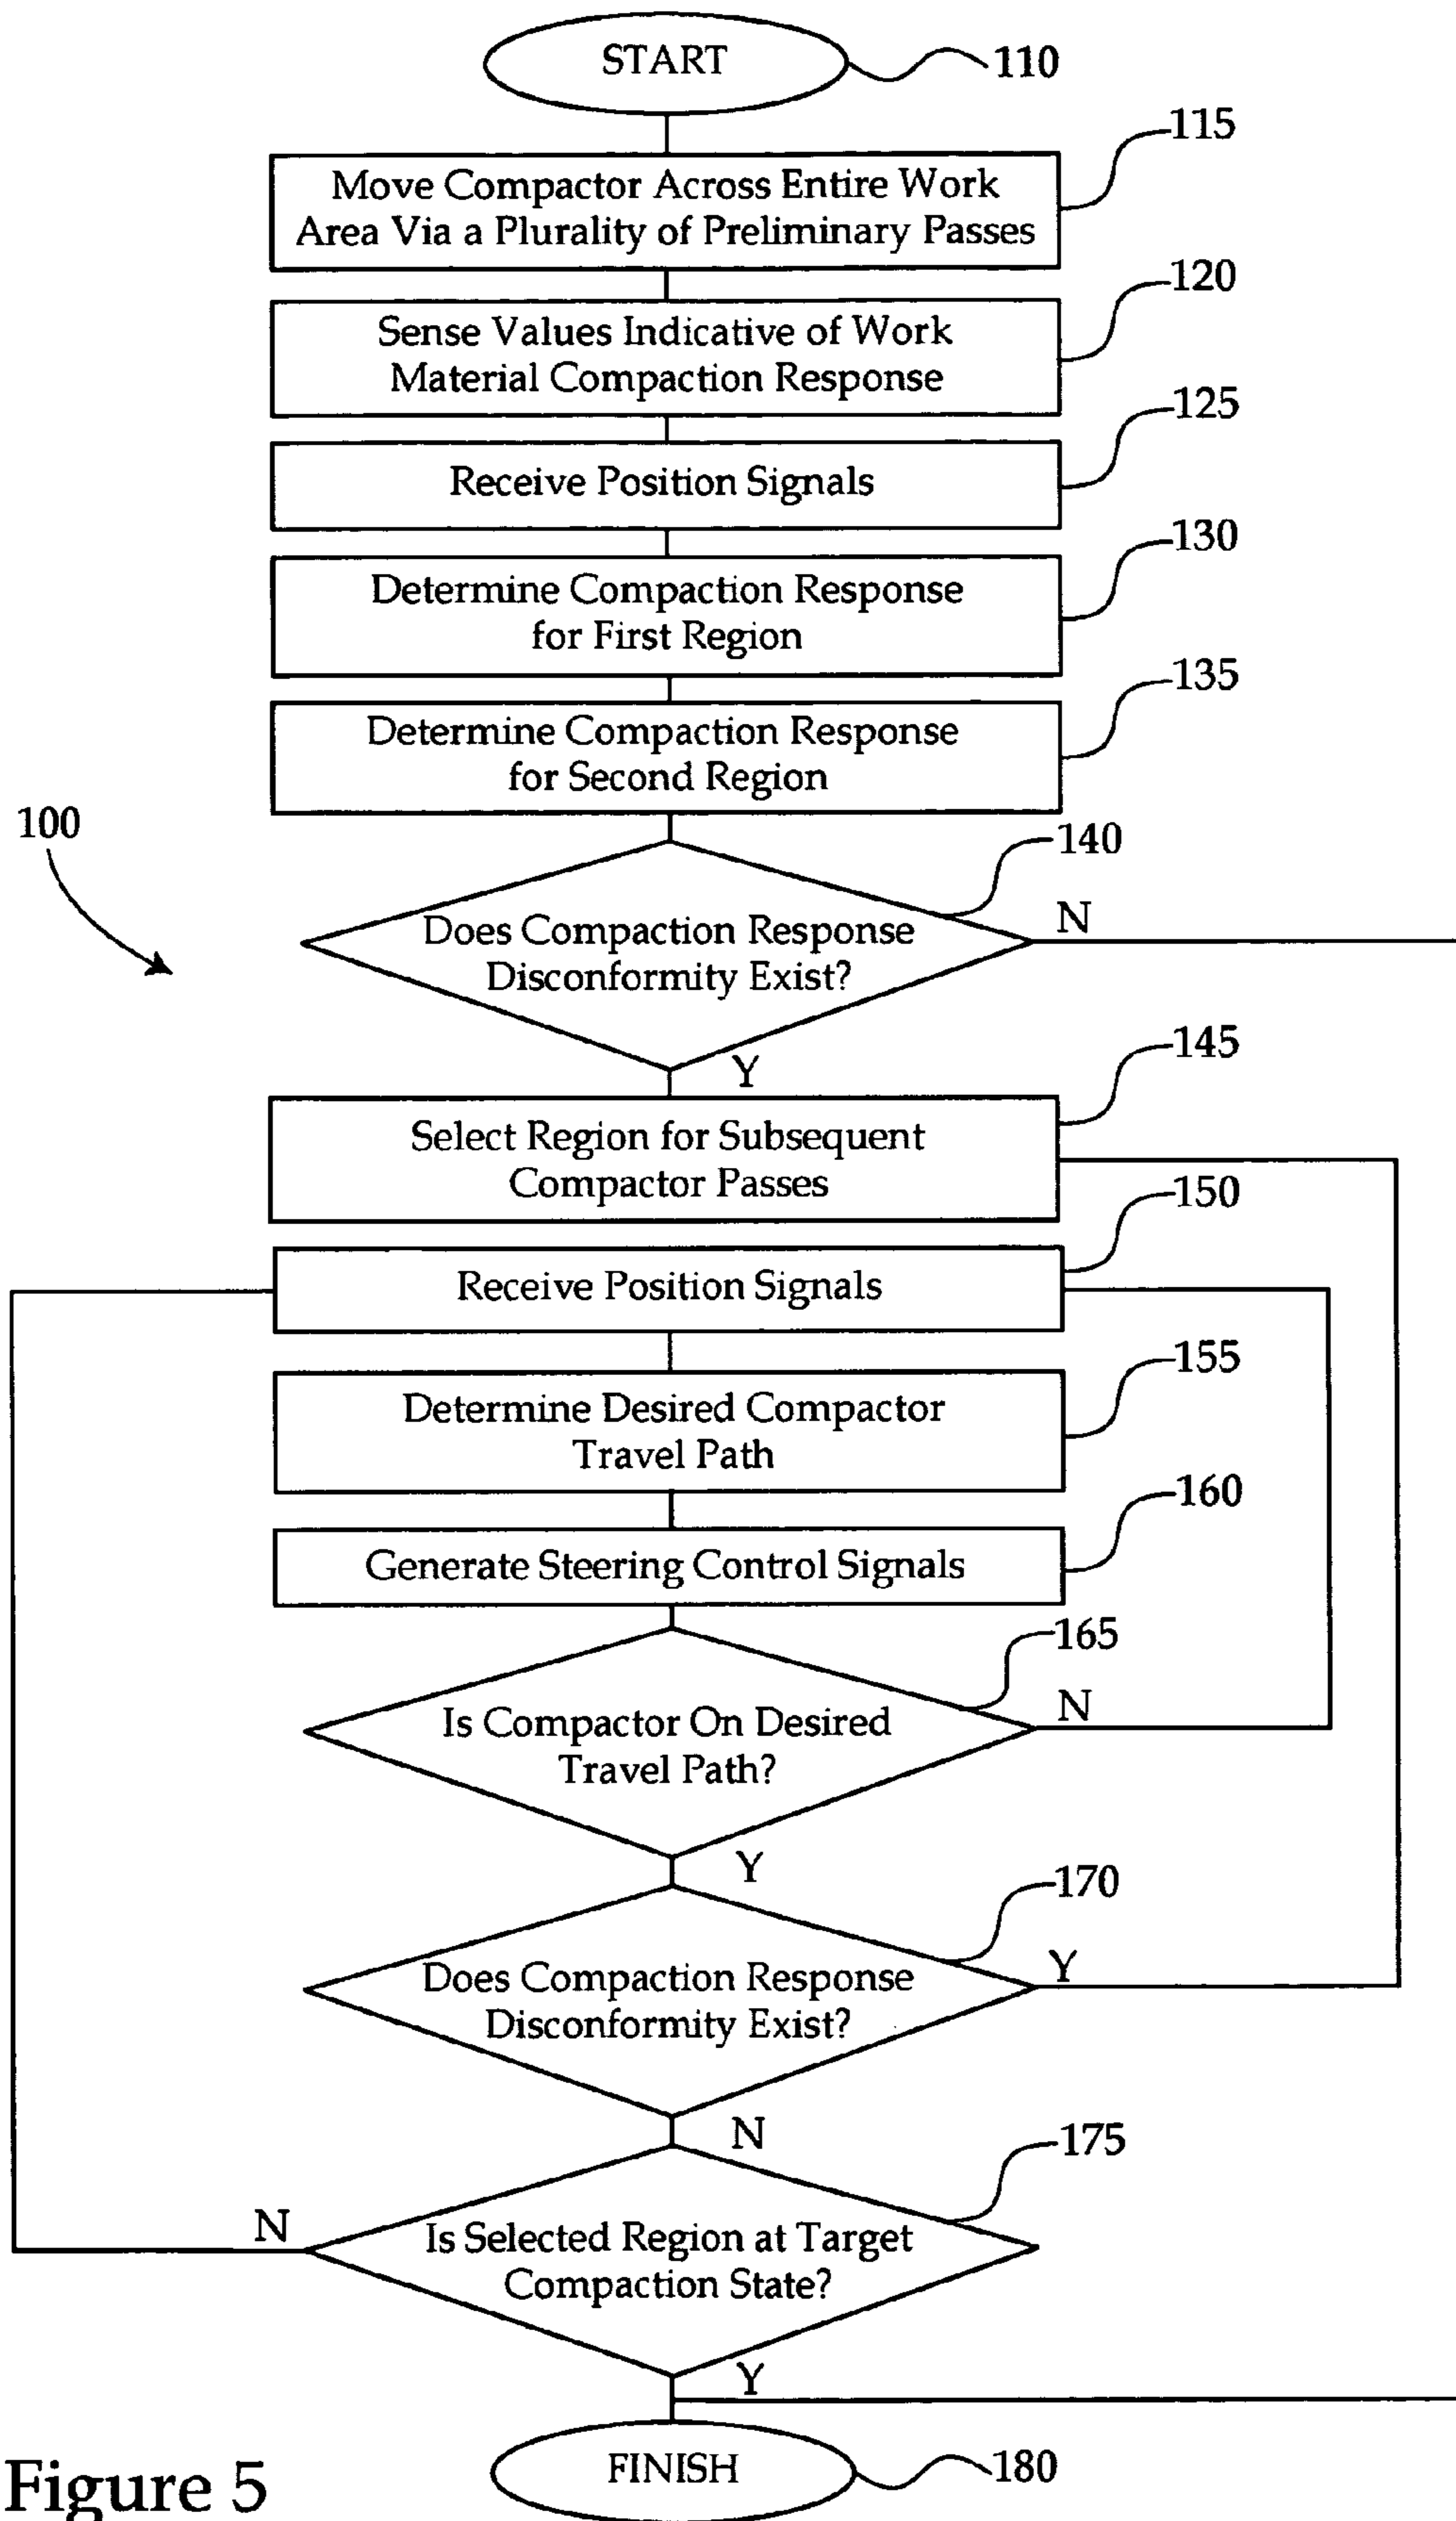 START
110
115
Move Compactor Across Entire Work
Area Via a Plurality of Preliminary Passes
120
Sense Values Indicative of Work
Material Compaction Response
125
Receive Position Signals
130
Determine Compaction Response
for First Region
135
Determine Compaction Response
for Second Region
100
140
Does Compaction Response
Disconformity Exist?
N
Y
145
Select Region for Subsequent
Compactor Passes
150
Receive Position Signals
155
Determine Desired Compactor
Travel Path
160
Generate Steering Control Signals
165
Is Compactor On Desired
Travel Path?
N
Y
170
Does Compaction Response
Disconformity Exist?
Y
N
175
Is Selected Region at Target
Compaction State?
N
Y
FINISH
180
Figure 5